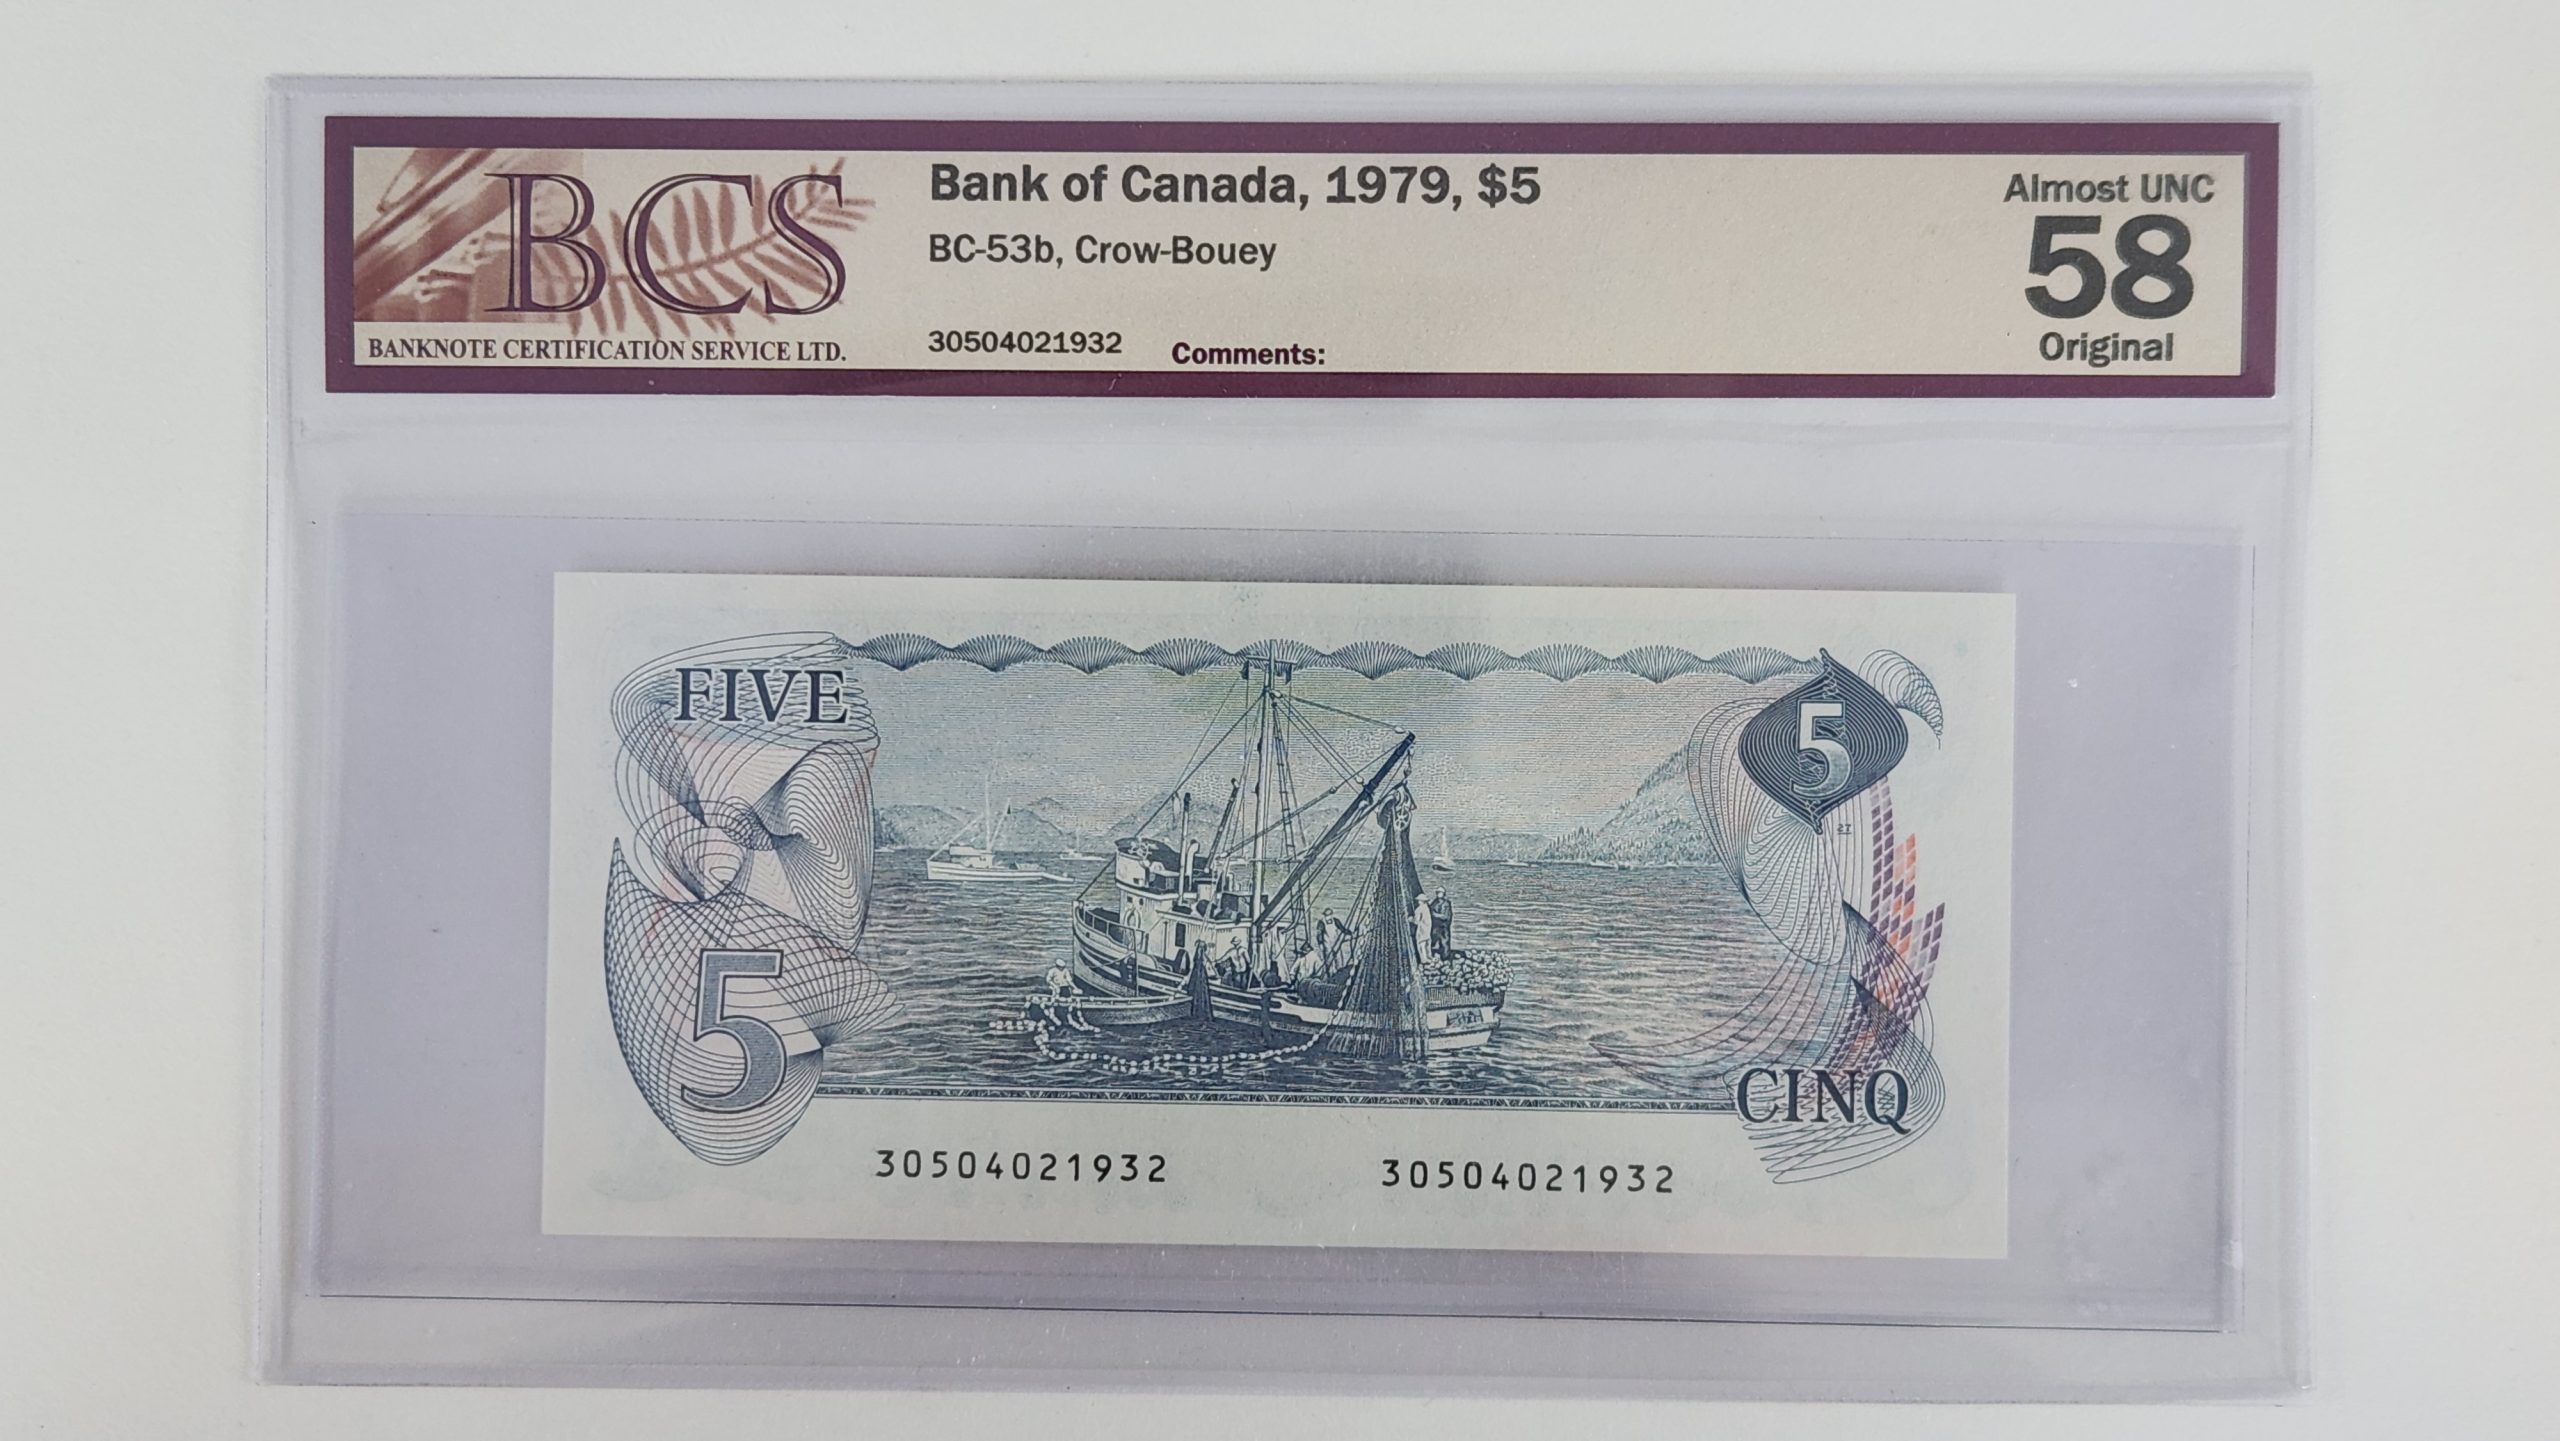 BCS
BANKNOTE CERTIFICATION SERVICE LTD.
Bank of Canada, 1979, $5
BC-53b, Crow-Bouey
30504021932 Comments:
Almost UNC
58
Original
FIVE
5
27
5
CINQ
30504021932 30504021932